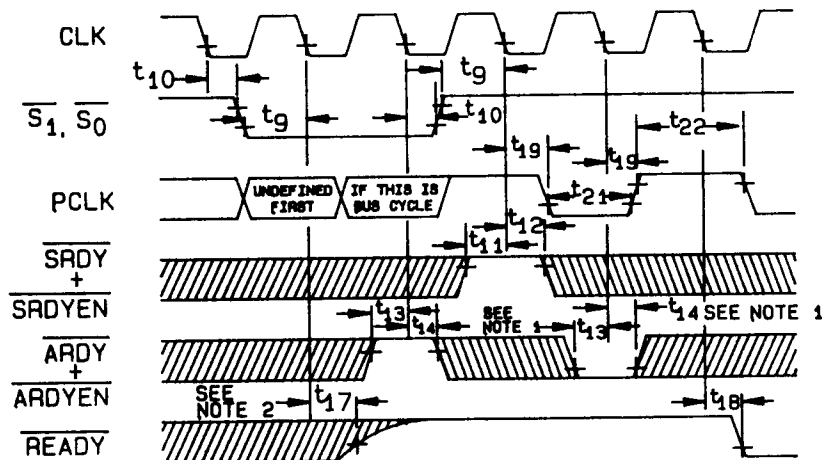 CLK
t10
t9
S1, S0
t9
t10
t22
t19
t19
PCLK
UNDEFINED FIRST
IF THIS IS BUS CYCLE
t21
t12
t11
SRDY
+
SRDYEN
t13
t14
SEE NOTE 1
t13
t14 SEE NOTE 1
ARDY
+
ARDYEN
SEE NOTE 2
t17
t18
READY